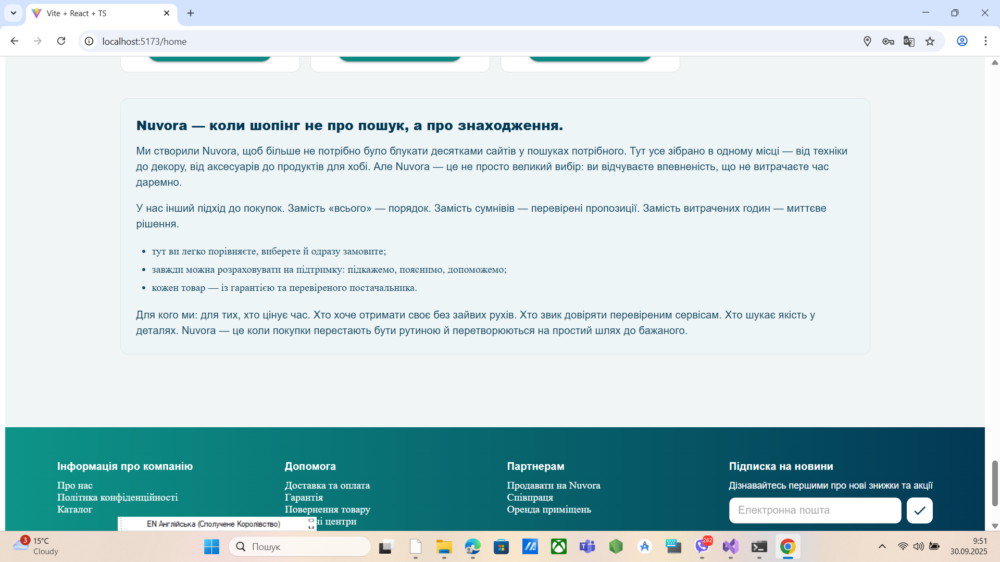 Vite + React + TS
localhost:5173/home
Nuvora — коли шопінг не про пошук, а про знаходження.
Ми створили Nuvora, щоб більше не потрібно було блукати десятками сайтів у пошуках потрібного. Тут усе зібрано в одному місці — від техніки
до декору, від аксесуарів до продуктів для хобі. Але Nuvora — це не просто великий вибір: ви відчуваєте впевненість, що не витрачаєте час
даремно.
У нас інший підхід до покупок. Замість «всього» — порядок. Замість сумнівів — перевірені пропозиції. Замість витрачених годин — миттєве
рішення.
• тут ви легко порівняєте, виберете й одразу замовите;
• завжди можна розраховувати на підтримку: підкажемо, пояснимо, допоможемо;
• кожен товар — із гарантією та перевіреного постачальника.
Для кого ми: для тих, хто цінує час. Хто хоче отримати своє без зайвих рухів. Хто звик довіряти перевіреним сервісам. Хто шукає якість у
деталях. Nuvora — це коли покупки перестають бути рутиною й перетворюються на простий шлях до бажаного.
Інформація про компанію
Про нас
Політика конфіденційності
Каталог
Допомога
Доставка та оплата
Гарантія
Повернення товару
ні центри
Партнерам
Продавати на Nuvora
Співпраця
Оренда приміщень
Підписка на новини
Дізнавайтесь першими про нові знижки та акції
Електронна пошта
EN Англійська (Сполучене Королівство)
3
15°C
Cloudy
Пошук
262
9:51
30.09.2025